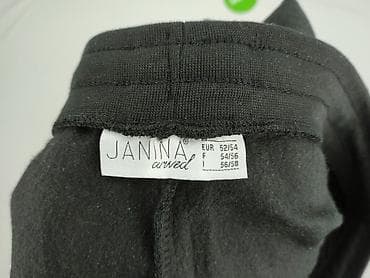 JANINA®
curved
EUR 52/54
F 54/56
I 56/58